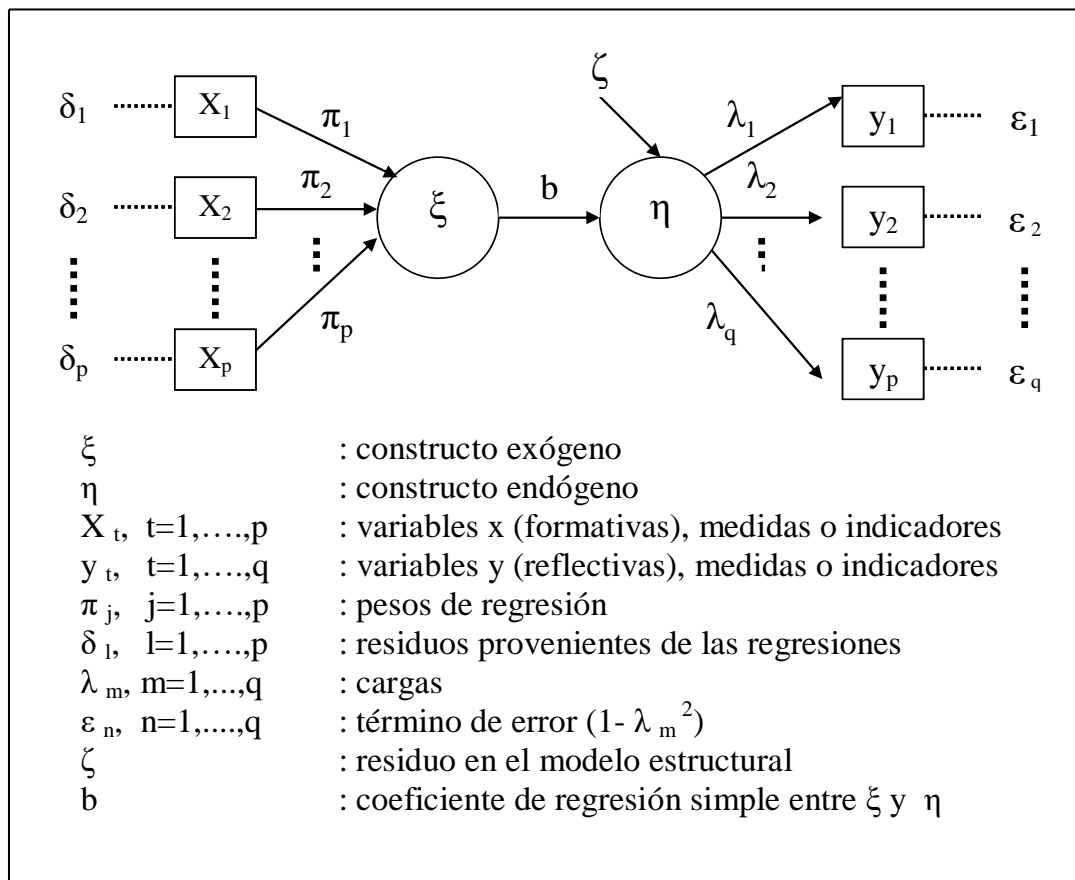 ζ
δ₁ X₁ π₁ λ₁ y₁ ε₁
δ₂ X₂ π₂ ξ b η λ₂ y₂ ε₂
δₚ Xₚ πₚ λ_q yₚ ε_q
ξ : constructo exógeno
η : constructo endógeno
X ₜ, t=1,….,p : variables x (formativas), medidas o indicadores
y ₜ, t=1,….,q : variables y (reflectivas), medidas o indicadores
π ⱼ, j=1,….,p : pesos de regresión
δ ₗ, l=1,….,p : residuos provenientes de las regresiones
λ ₘ, m=1,...,q : cargas
ε ₙ, n=1,....,q : término de error (1- λ ₘ ²)
ζ : residuo en el modelo estructural
b : coeficiente de regresión simple entre ξ y η